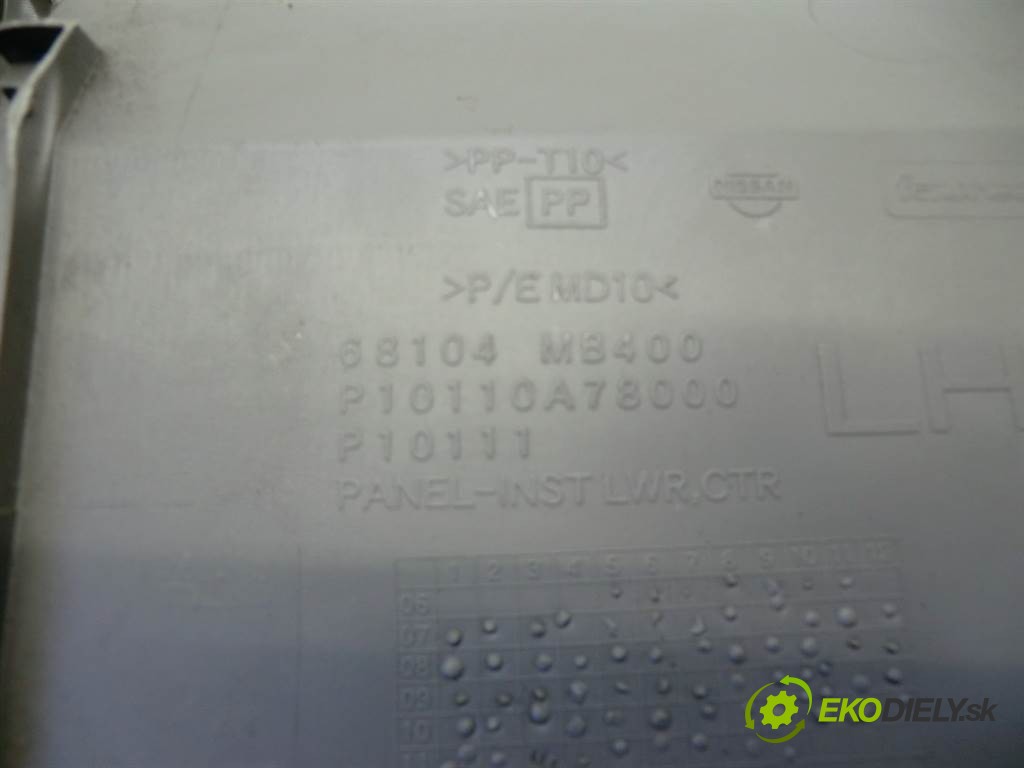 >PP-T10<
SAE PP
NISSAN
>P/E MD10<
68104 MB400
P10110A78000
P10111
LH
PANEL-INST LWR,CTR
1 2 3 4 5 6 7 8 9 10 11 12
07
08
09
10
EKODIELY.sk